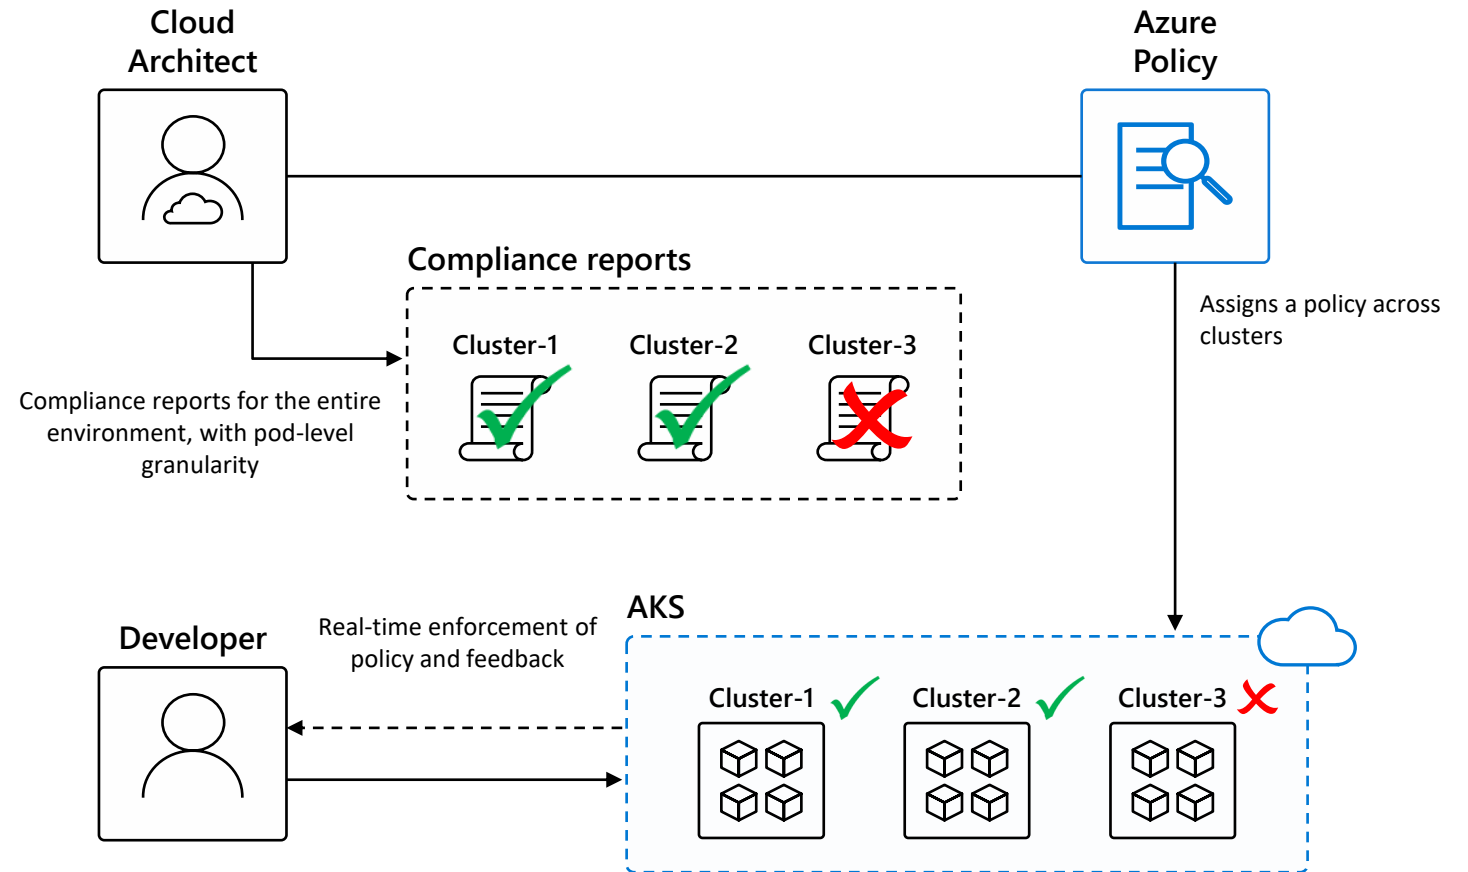 Cloud
Architect
Azure
Policy
Compliance reports
Assigns a policy across
clusters
Cluster-1
Cluster-2
Cluster-3
Compliance reports for the entire
environment, with pod-level
granularity
AKS
Developer
Real-time enforcement of
policy and feedback
Cluster-1
Cluster-2
Cluster-3